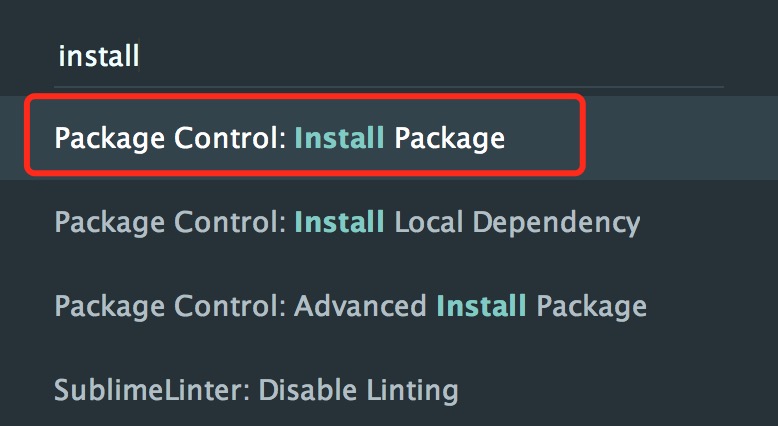 install
Package Control: Install Package
Package Control: Install Local Dependency
Package Control: Advanced Install Package
SublimeLinter: Disable Linting